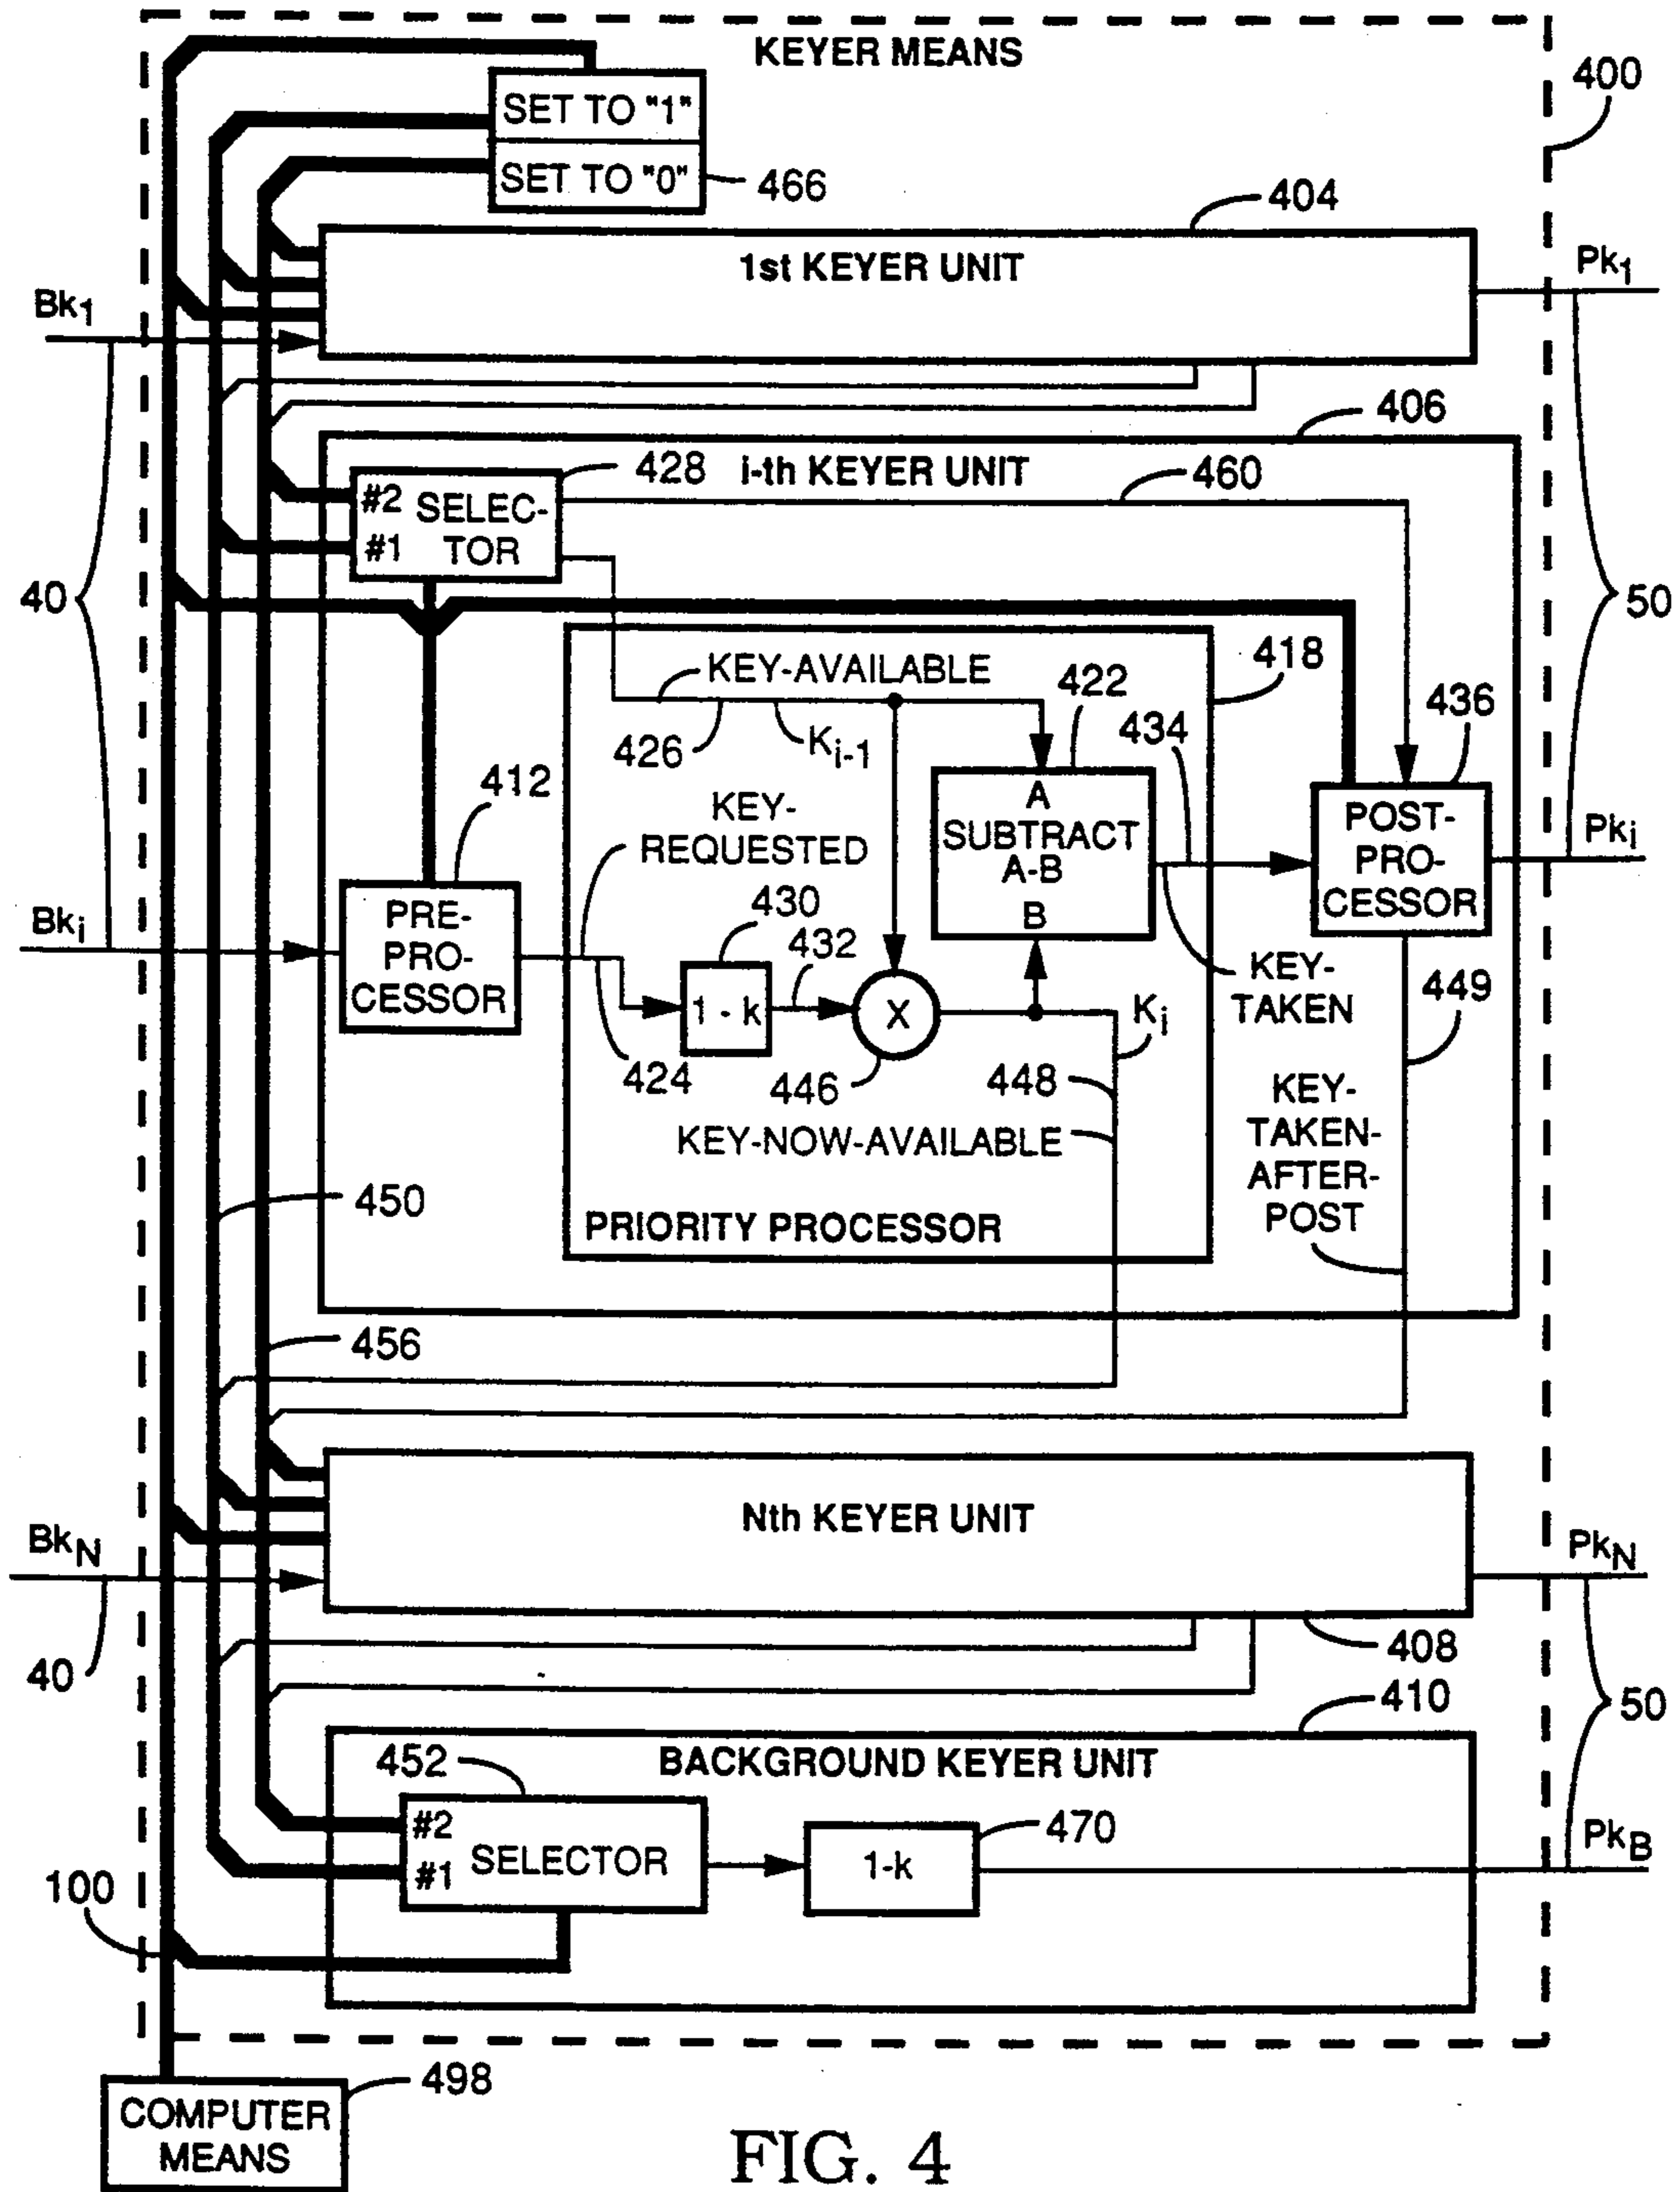 KEYER MEANS
400
SET TO "1"
SET TO "0"
466
404
1st KEYER UNIT
Pk1
Bk1
406
428
i-th KEYER UNIT
460
#2
SELEC-
#1
TOR
40
50
KEY-AVAILABLE
418
422
426
Ki-1
434
436
412
KEY-
REQUESTED
A
SUBTRACT
A-B
B
POST-
PRO-
CESSOR
Pki
Bki
PRE-
PRO-
CESSOR
430
432
1 - k
X
KEY-
TAKEN
449
424
446
448
Ki
KEY-NOW-AVAILABLE
KEY-
TAKEN-
AFTER-
POST
450
PRIORITY PROCESSOR
456
Nth KEYER UNIT
BkN
PkN
40
408
410
50
452
BACKGROUND KEYER UNIT
#2
SELECTOR
#1
470
1-k
PkB
100
498
COMPUTER
MEANS
FIG. 4